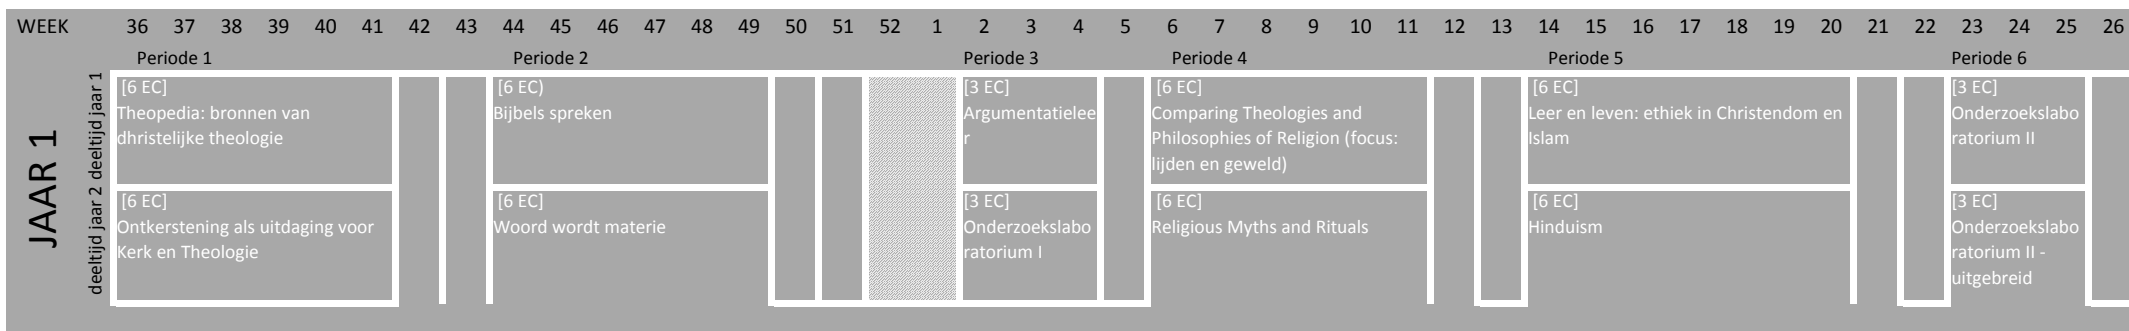 WEEK 36 37 38 39 40 41 42 43 44 45 46 47 48 49 50 51 52 1 2 3 4 5 6 7 8 9 10 11 12 13 14 15 16 17 18 19 20 21 22 23 24 25 26
Periode 1 Periode 2 Periode 3 Periode 4 Periode 5 Periode 6
JAAR 1
deeltijd jaar 2 deeltijd jaar 1
[6 EC]
Theopedia: bronnen van
dhristelijke theologie
[6 EC)
Bijbels spreken
[3 EC]
Argumentatielee
r
[6 EC]
Comparing Theologies and
Philosophies of Religion (focus:
lijden en geweld)
[6 EC]
Leer en leven: ethiek in Christendom en
Islam
[3 EC]
Onderzoekslabo
ratorium II
[6 EC]
Ontkerstening als uitdaging voor
Kerk en Theologie
[6 EC]
Woord wordt materie
[3 EC]
Onderzoekslabo
ratorium I
[6 EC]
Religious Myths and Rituals
[6 EC]
Hinduism
[3 EC]
Onderzoekslabo
ratorium II -
uitgebreid